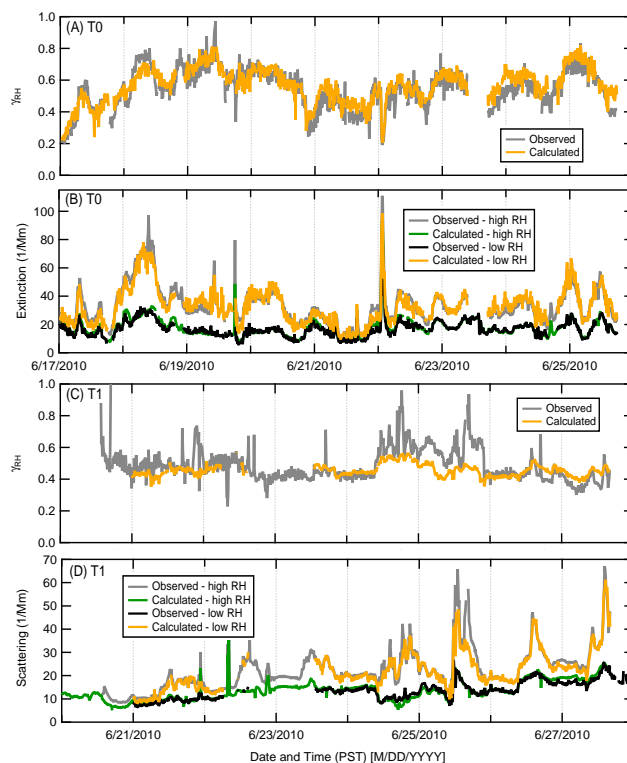 (A) T0
1.0
0.8
0.6
0.4
0.2
0.0
γRH
Observed
Calculated
(B) T0
100
80
60
40
20
0
Extinction (1/Mm)
Observed - high RH
Calculated - high RH
Observed - low RH
Calculated - low RH
6/17/2010 6/19/2010 6/21/2010 6/23/2010 6/25/2010
(C) T1
1.0
0.8
0.6
0.4
0.2
0.0
γRH
Observed
Calculated
(D) T1
70
60
50
40
30
20
10
0
Scattering (1/Mm)
Observed - high RH
Calculated - high RH
Observed - low RH
Calculated - low RH
6/21/2010 6/23/2010 6/25/2010 6/27/2010
Date and Time (PST) [M/DD/YYYY]